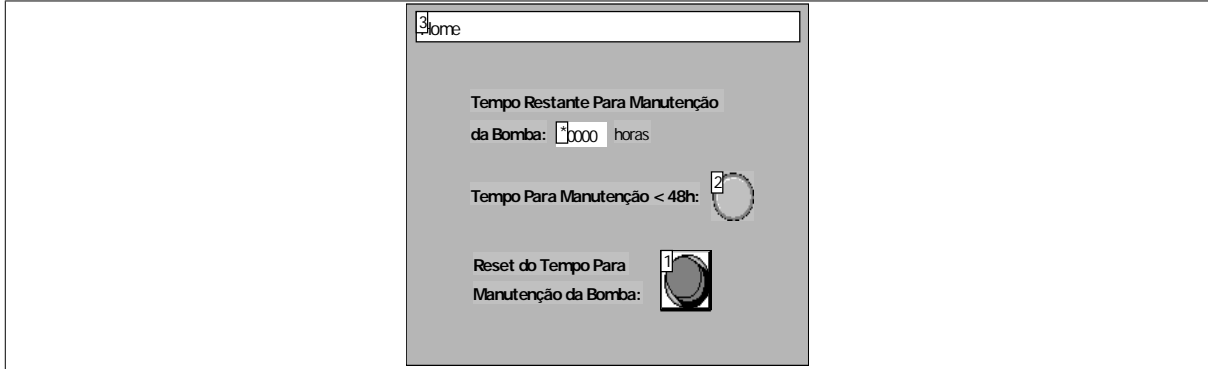 3 Home
Tempo Restante Para Manutenção
da Bomba: *0000 horas
Tempo Para Manutenção < 48h: 2
Reset do Tempo Para 1
Manutenção da Bomba: